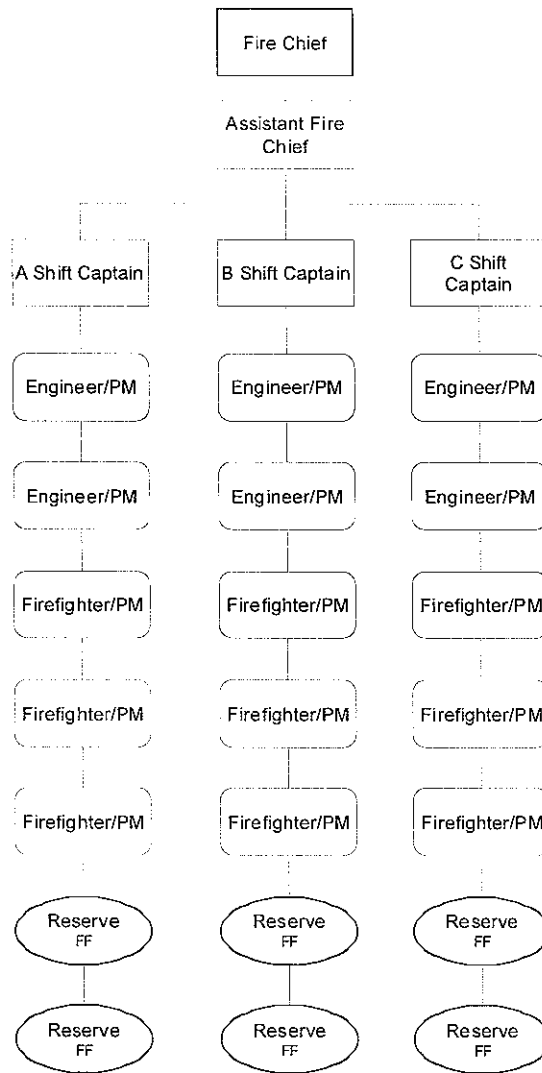 Fire Chief
Assistant Fire
Chief
A Shift Captain
B Shift Captain
C Shift
Captain
Engineer/PM
Engineer/PM
Engineer/PM
Engineer/PM
Engineer/PM
Engineer/PM
Firefighter/PM
Firefighter/PM
Firefighter/PM
Firefighter/PM
Firefighter/PM
Firefighter/PM
Firefighter/PM
Firefighter/PM
Firefighter/PM
Reserve
FF
Reserve
FF
Reserve
FF
Reserve
FF
Reserve
FF
Reserve
FF